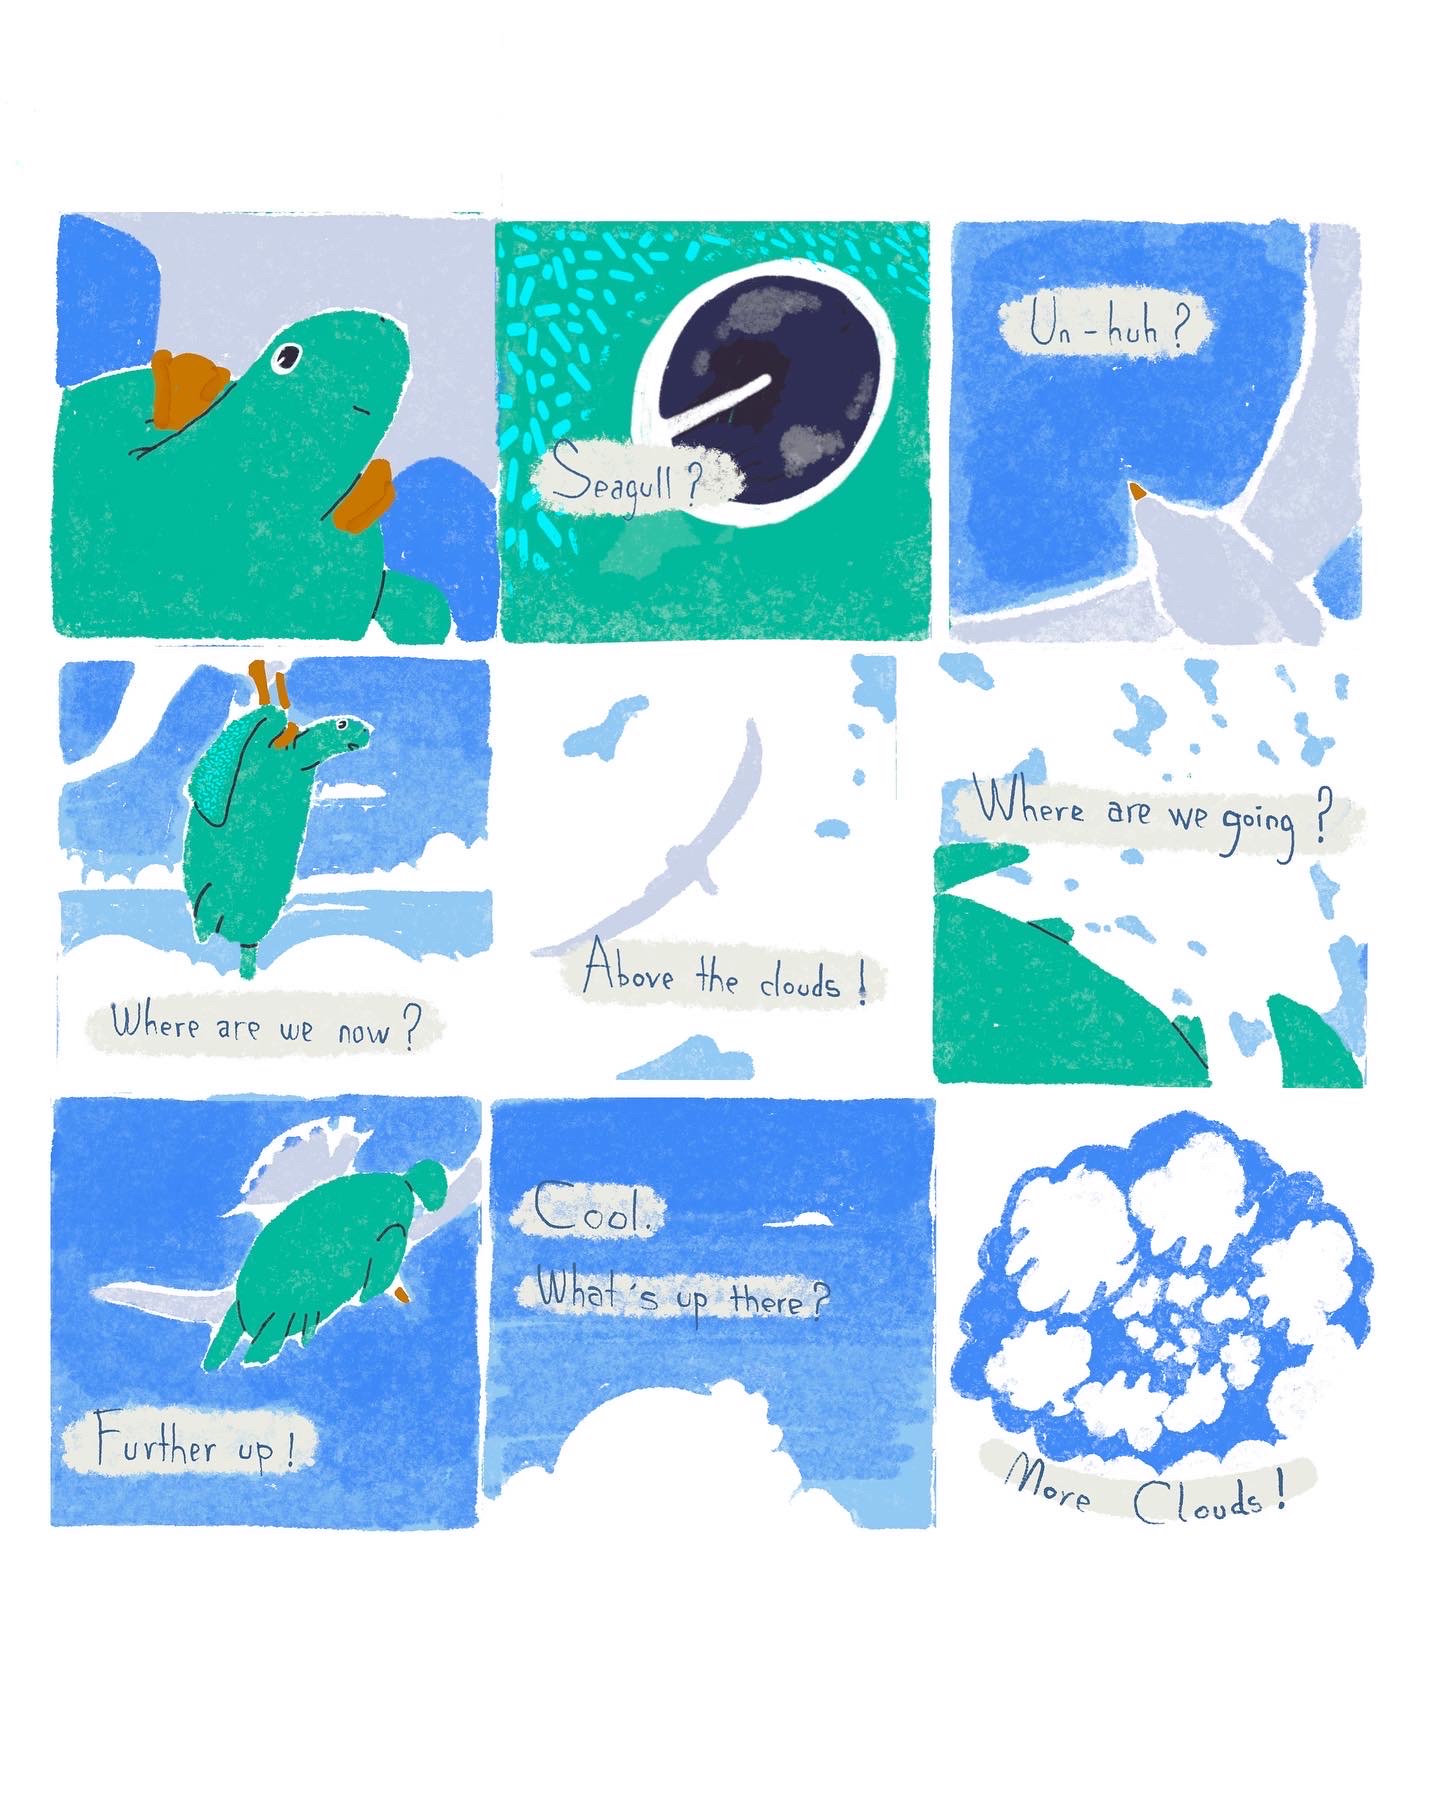 Seagull?
Un-huh?
Where are we now?
Above the clouds!
Where are we going?
Further up!
Cool.
What's up there?
More Clouds!